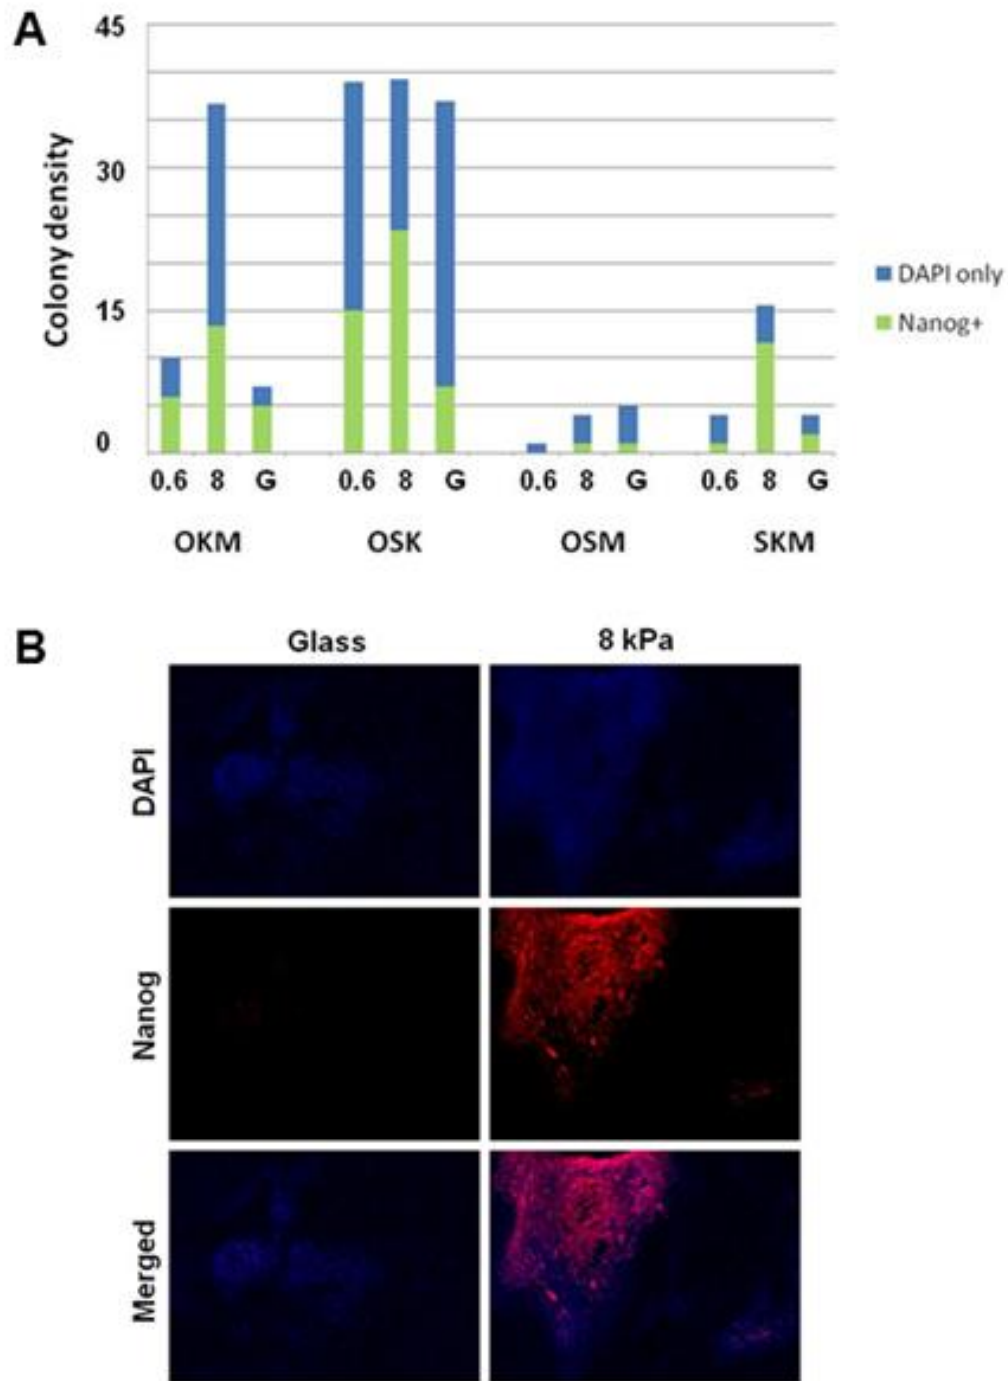 A
45
30
15
0
Colony density
DAPI only
Nanog+
0.6 8 G 0.6 8 G 0.6 8 G 0.6 8 G
OKM OSK OSM SKM
B
Glass 8 kPa
DAPI
Nanog
Merged